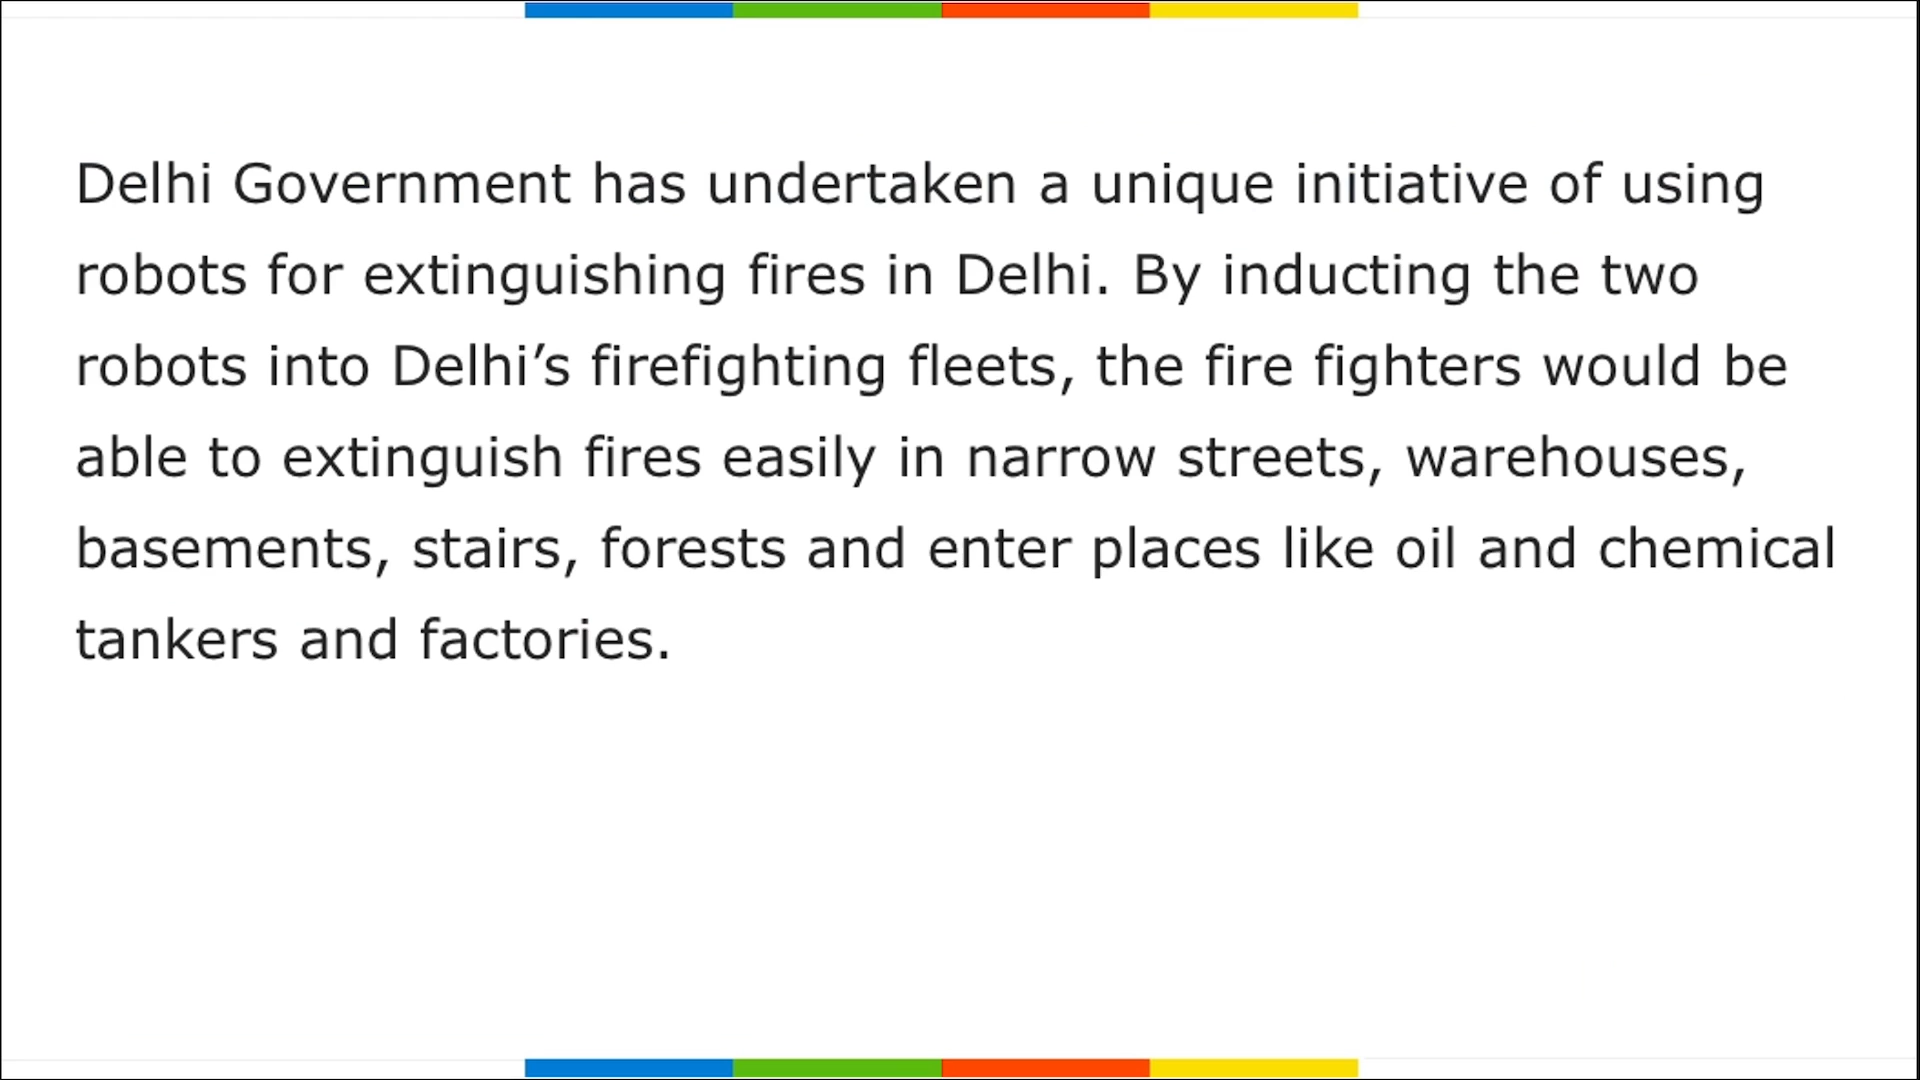 Delhi Government has undertaken a unique initiative of using
robots for extinguishing fires in Delhi. By inducting the two
robots into Delhi’s firefighting fleets, the fire fighters would be
able to extinguish fires easily in narrow streets, warehouses,
basements, stairs, forests and enter places like oil and chemical
tankers and factories.